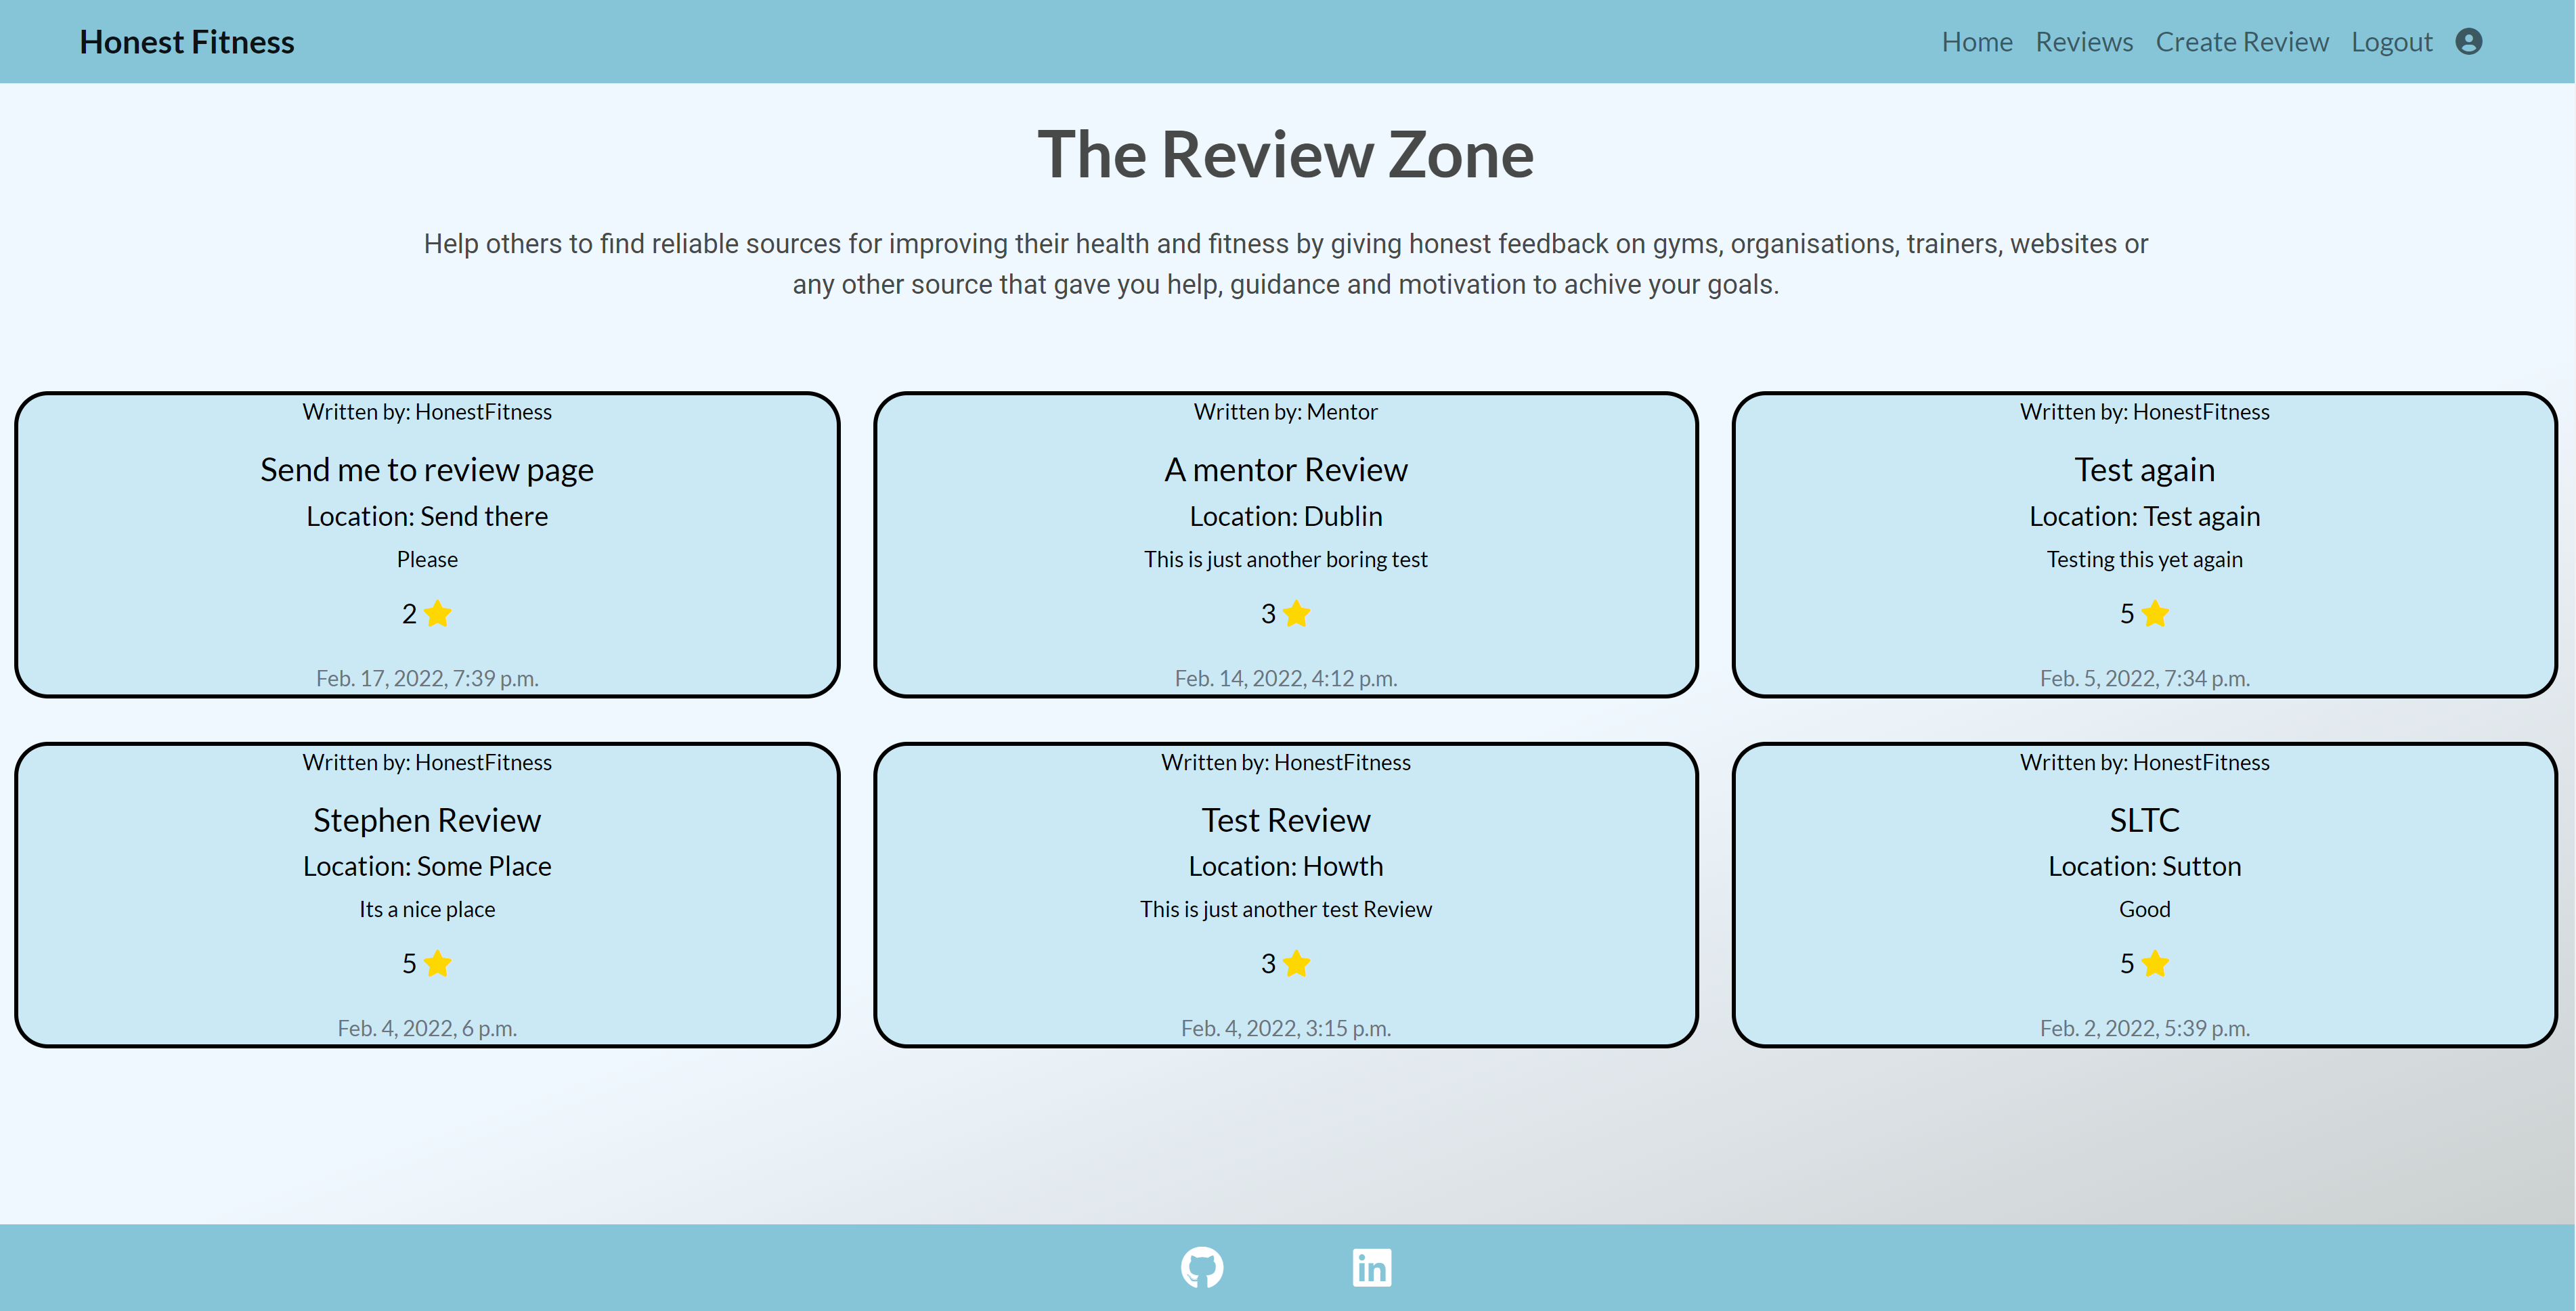 Honest Fitness
Home Reviews Create Review Logout
The Review Zone
Help others to find reliable sources for improving their health and fitness by giving honest feedback on gyms, organisations, trainers, websites or
any other source that gave you help, guidance and motivation to achive your goals.
Written by: HonestFitness
Send me to review page
Location: Send there
Please
2
Feb. 17, 2022, 7:39 p.m.
Written by: Mentor
A mentor Review
Location: Dublin
This is just another boring test
3
Feb. 14, 2022, 4:12 p.m.
Written by: HonestFitness
Test again
Location: Test again
Testing this yet again
5
Feb. 5, 2022, 7:34 p.m.
Written by: HonestFitness
Stephen Review
Location: Some Place
Its a nice place
5
Feb. 4, 2022, 6 p.m.
Written by: HonestFitness
Test Review
Location: Howth
This is just another test Review
3
Feb. 4, 2022, 3:15 p.m.
Written by: HonestFitness
SLTC
Location: Sutton
Good
5
Feb. 2, 2022, 5:39 p.m.
in